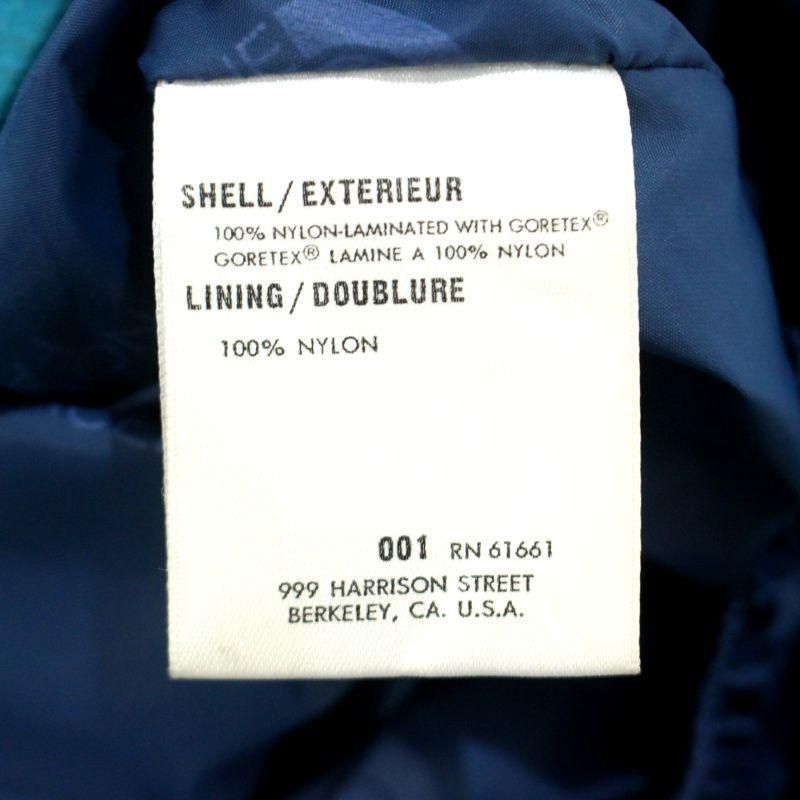 SHELL/EXTERIEUR
100% NYLON-LAMINATED WITH GORETEX®
GORETEX® LAMINE A 100% NYLON
LINING/DOUBLURE
100% NYLON
001 RN 61661
999 HARRISON STREET
BERKELEY, CA. U.S.A.